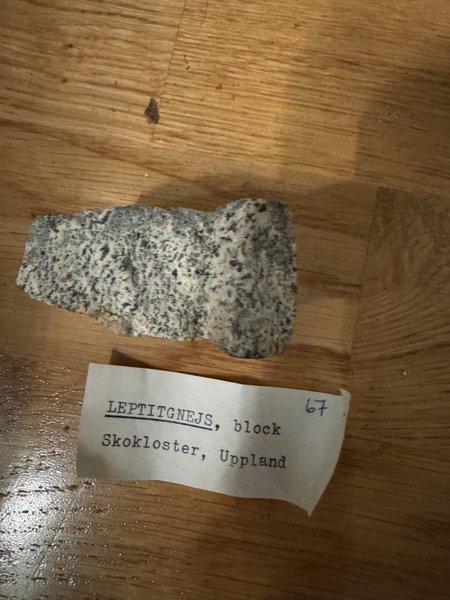 67
LEPTITGNEJS, block
Skokloster, Uppland